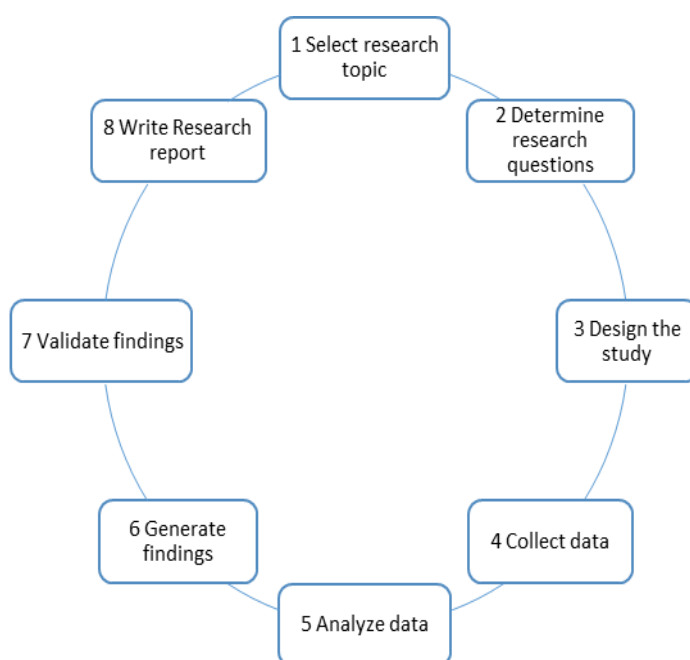 1 Select research
topic
2 Determine
research
questions
3 Design the
study
4 Collect data
5 Analyze data
6 Generate
findings
7 Validate findings
8 Write Research
report